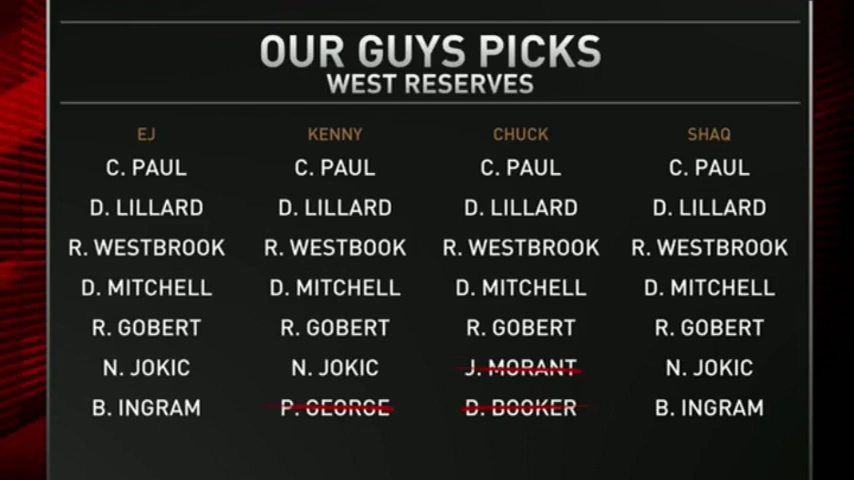 OUR GUYS PICKS
WEST RESERVES
EJ KENNY CHUCK SHAQ
C. PAUL C. PAUL C. PAUL C. PAUL
D. LILLARD D. LILLARD D. LILLARD D. LILLARD
R. WESTBROOK R. WESTBOOK R. WESTBROOK R. WESTBROOK
D. MITCHELL D. MITCHELL D. MITCHELL D. MITCHELL
R. GOBERT R. GOBERT R. GOBERT R. GOBERT
N. JOKIC N. JOKIC J. MORANT N. JOKIC
B. INGRAM P. GEORGE D. BOOKER B. INGRAM